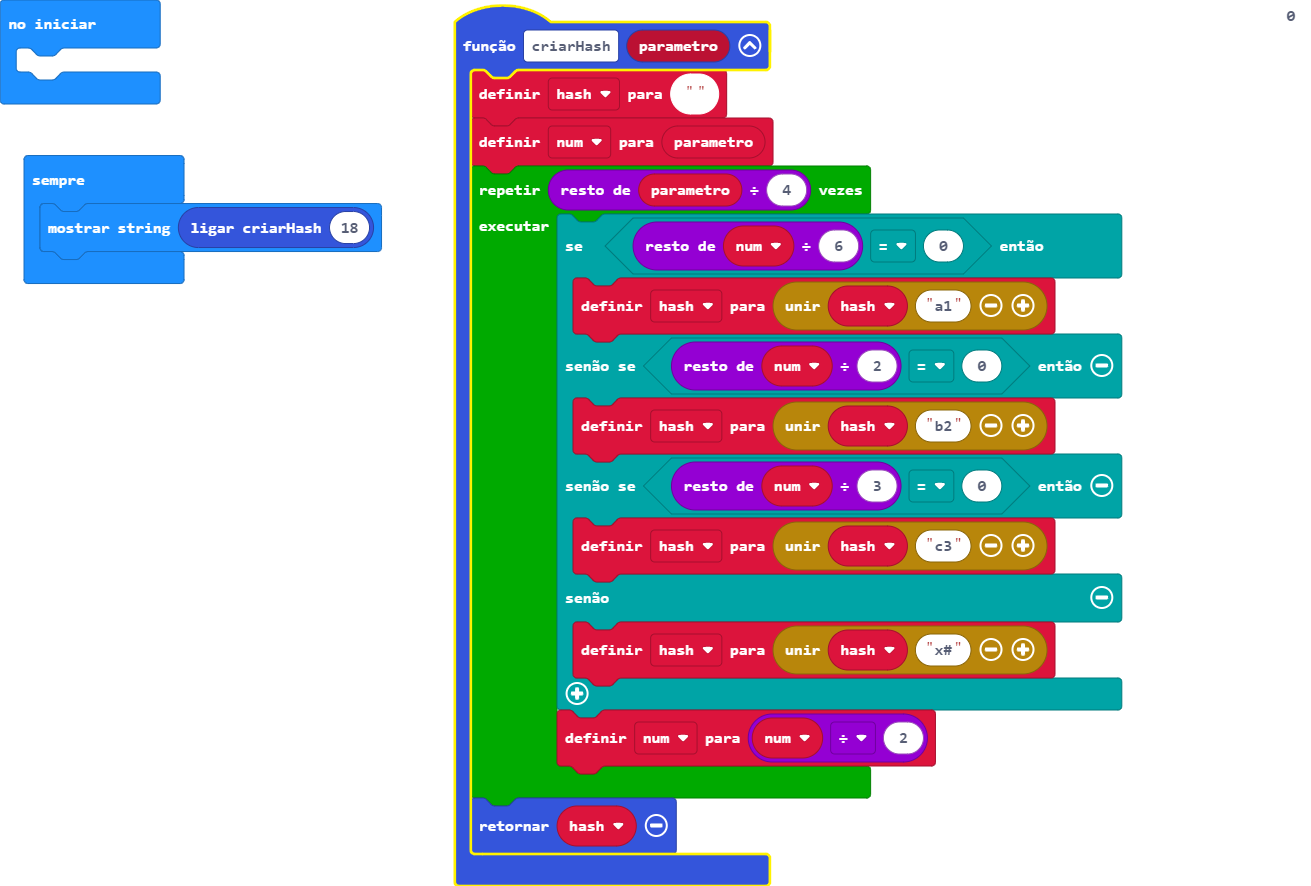 no iniciar
0
função criarHash parametro
definir hash para " "
definir num para parametro
sempre
repetir resto de parametro ÷ 4 vezes
mostrar string ligar criarHash 18
executar
se resto de num ÷ 6 = 0 então
definir hash para unir hash "a1"
senão se resto de num ÷ 2 = 0 então
definir hash para unir hash "b2"
senão se resto de num ÷ 3 = 0 então
definir hash para unir hash "c3"
senão
definir hash para unir hash "x#"
definir num para num ÷ 2
retornar hash